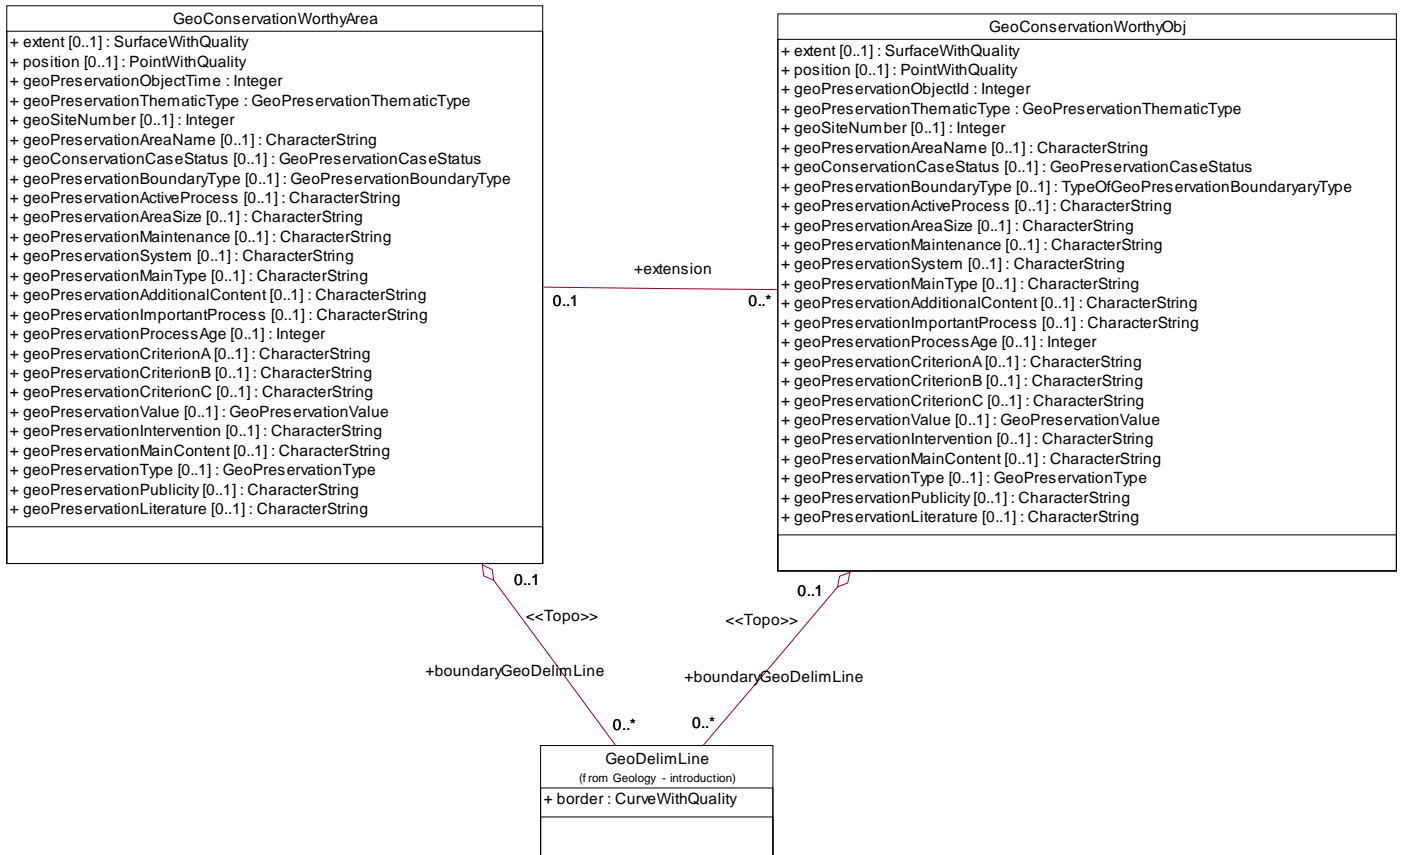 GeoConservationWorthyArea
+ extent [0..1] : SurfaceWithQuality
+ position [0..1] : PointWithQuality
+ geoPreservationObjectTime : Integer
+ geoPreservationThematicType : GeoPreservationThematicType
+ geoSiteNumber [0..1] : Integer
+ geoPreservationAreaName [0..1] : CharacterString
+ geoConservationCaseStatus [0..1] : GeoPreservationCaseStatus
+ geoPreservationBoundaryType [0..1] : GeoPreservationBoundaryType
+ geoPreservationActiveProcess [0..1] : CharacterString
+ geoPreservationAreaSize [0..1] : CharacterString
+ geoPreservationMaintenance [0..1] : CharacterString
+ geoPreservationSystem [0..1] : CharacterString
+ geoPreservationMainType [0..1] : CharacterString
+ geoPreservationAdditionalContent [0..1] : CharacterString
+ geoPreservationImportantProcess [0..1] : CharacterString
+ geoPreservationProcessAge [0..1] : Integer
+ geoPreservationCriterionA [0..1] : CharacterString
+ geoPreservationCriterionB [0..1] : CharacterString
+ geoPreservationCriterionC [0..1] : CharacterString
+ geoPreservationValue [0..1] : GeoPreservationValue
+ geoPreservationIntervention [0..1] : CharacterString
+ geoPreservationMainContent [0..1] : CharacterString
+ geoPreservationType [0..1] : GeoPreservationType
+ geoPreservationPublicity [0..1] : CharacterString
+ geoPreservationLiterature [0..1] : CharacterString
GeoConservationWorthyObj
+ extent [0..1] : SurfaceWithQuality
+ position [0..1] : PointWithQuality
+ geoPreservationObjectId : Integer
+ geoPreservationThematicType : GeoPreservationThematicType
+ geoSiteNumber [0..1] : Integer
+ geoPreservationAreaName [0..1] : CharacterString
+ geoConservationCaseStatus [0..1] : GeoPreservationCaseStatus
+ geoPreservationBoundaryType [0..1] : TypeOfGeoPreservationBoundaryaryType
+ geoPreservationActiveProcess [0..1] : CharacterString
+ geoPreservationAreaSize [0..1] : CharacterString
+ geoPreservationMaintenance [0..1] : CharacterString
+ geoPreservationSystem [0..1] : CharacterString
+ geoPreservationMainType [0..1] : CharacterString
+ geoPreservationAdditionalContent [0..1] : CharacterString
+ geoPreservationImportantProcess [0..1] : CharacterString
+ geoPreservationProcessAge [0..1] : Integer
+ geoPreservationCriterionA [0..1] : CharacterString
+ geoPreservationCriterionB [0..1] : CharacterString
+ geoPreservationCriterionC [0..1] : CharacterString
+ geoPreservationValue [0..1] : GeoPreservationValue
+ geoPreservationIntervention [0..1] : CharacterString
+ geoPreservationMainContent [0..1] : CharacterString
+ geoPreservationType [0..1] : GeoPreservationType
+ geoPreservationPublicity [0..1] : CharacterString
+ geoPreservationLiterature [0..1] : CharacterString
+extension
0..1
0..*
0..1
<<Topo>>
+boundaryGeoDelimLine
0..*
0..1
<<Topo>>
+boundaryGeoDelimLine
0..*
GeoDelimLine
(from Geology - introduction)
+ border : CurveWithQuality